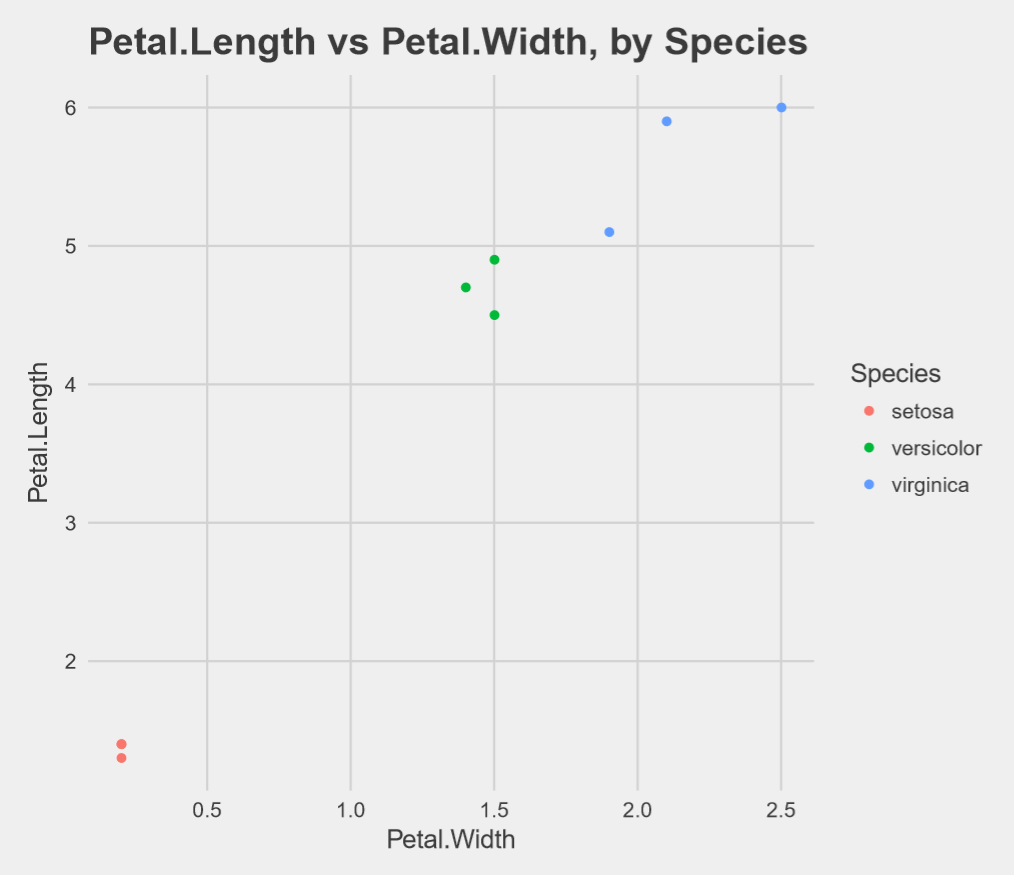 Petal.Length vs Petal.Width, by Species
6
5
4
3
2
Petal.Length
0.5 1.0 1.5 2.0 2.5
Petal.Width
Species
setosa
versicolor
virginica